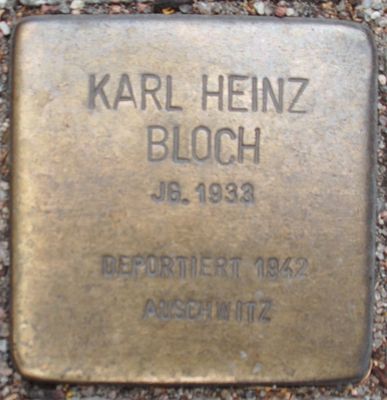 KARL HEINZ
BLOCH
JG. 1933
DEPORTIERT 1942
AUSCHWITZ